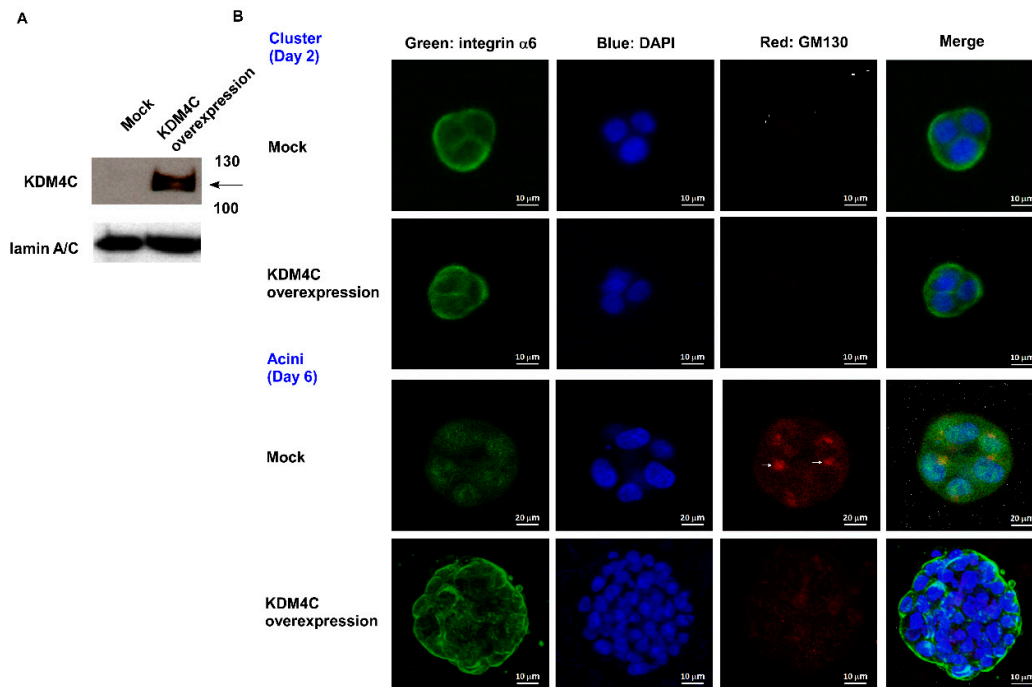 A
Mock
KDM4C
overexpression
KDM4C
130
100
lamin A/C
B
Cluster
(Day 2)
Green: integrin α6
Blue: DAPI
Red: GM130
Merge
Mock
10 μm
10 μm
10 μm
10 μm
KDM4C
overexpression
10 μm
10 μm
10 μm
10 μm
Acini
(Day 6)
Mock
20 μm
20 μm
20 μm
20 μm
KDM4C
overexpression
10 μm
10 μm
10 μm
10 μm